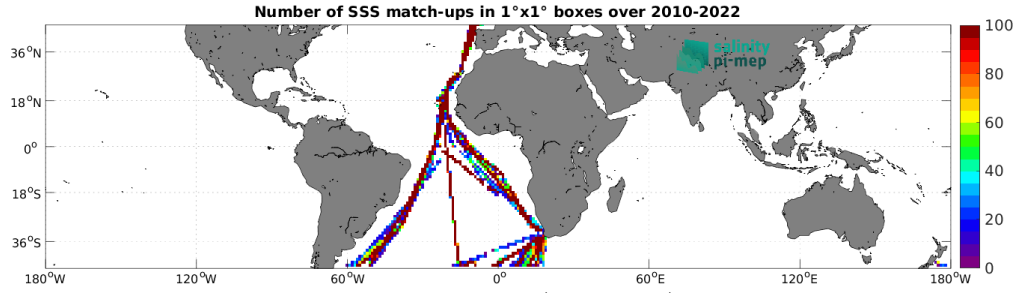 Number of SSS match-ups in 1°x1° boxes over 2010-2022
salinity
pi-mep
36°N
18°N
0°
18°S
36°S
180°W
120°W
60°W
0°
60°E
120°E
180°W
100
80
60
40
20
0